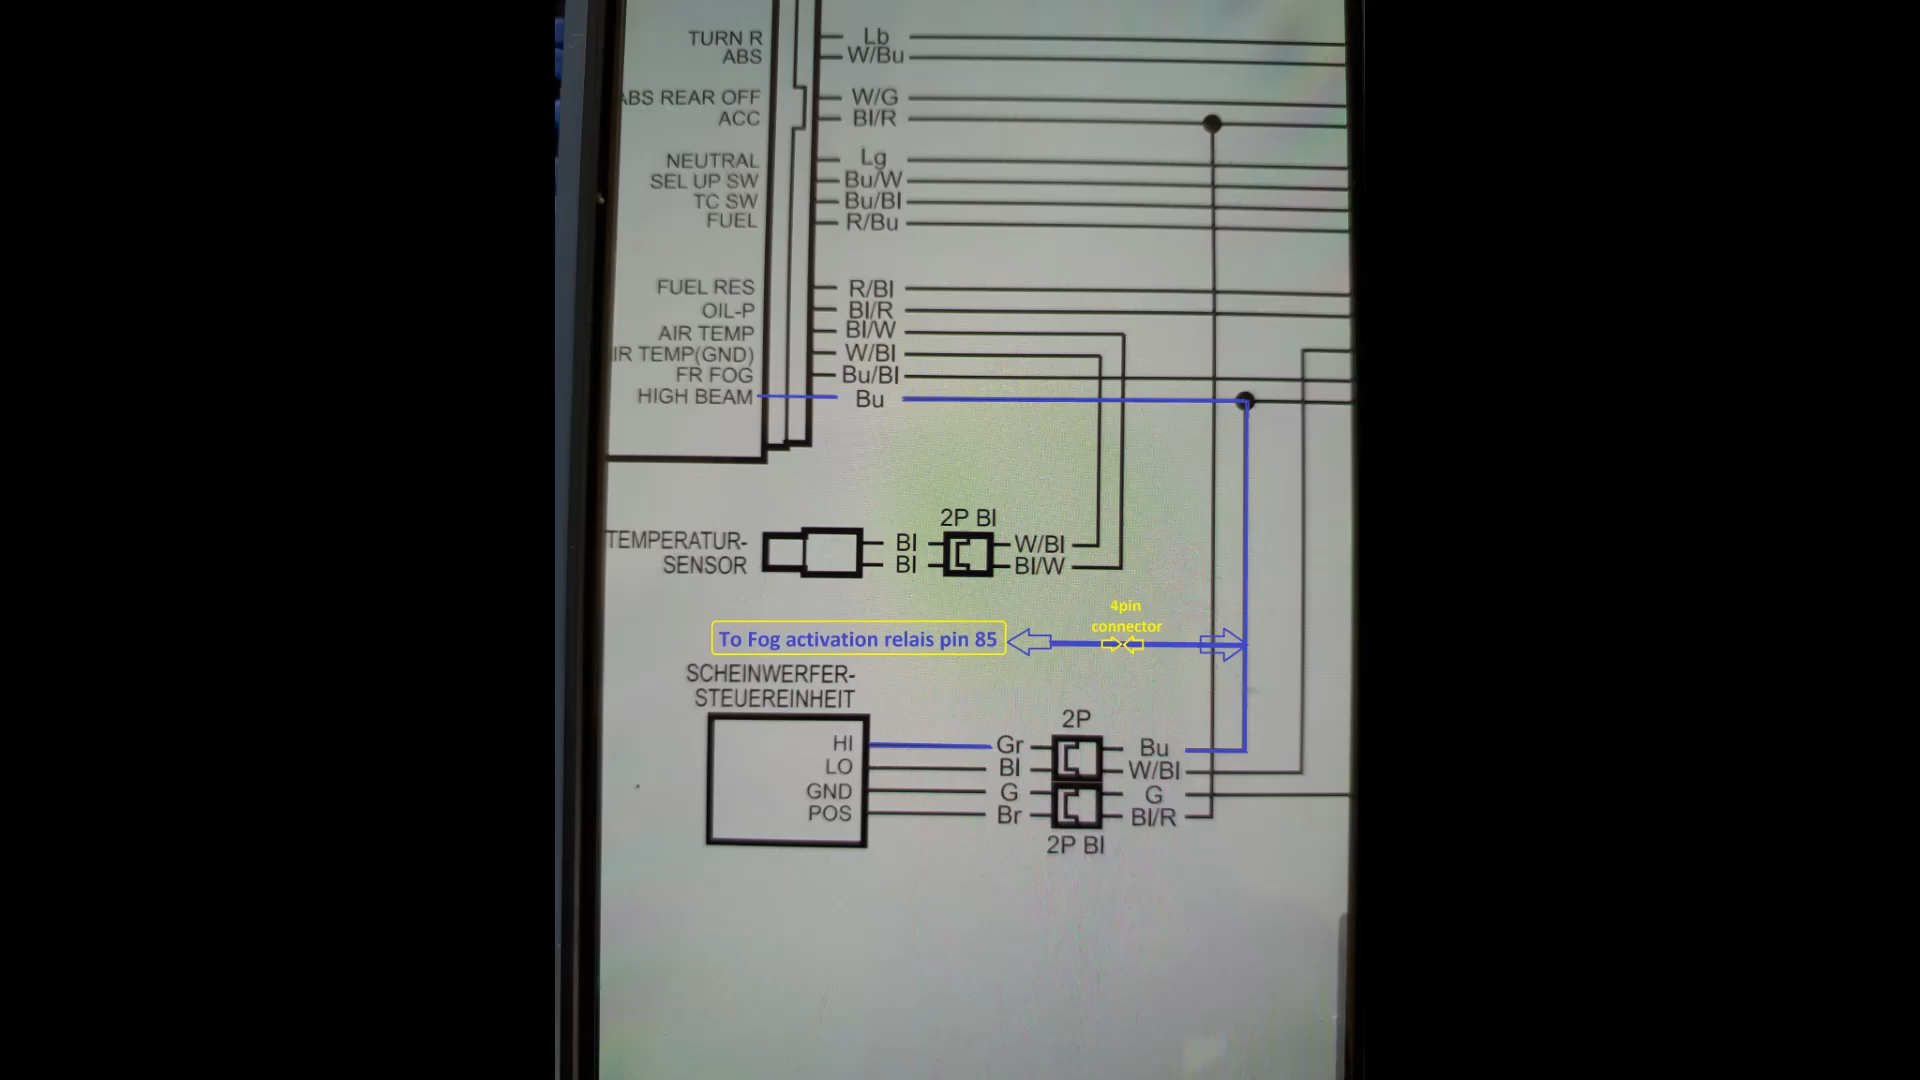 TURN R Lb
ABS W/Bu
ABS REAR OFF W/G
ACC Bl/R
NEUTRAL Lg
SEL UP SW Bu/W
TC SW Bu/Bl
FUEL R/Bu
FUEL RES R/Bl
OIL-P Bl/R
AIR TEMP Bl/W
IR TEMP(GND) W/Bl
FR FOG Bu/Bl
HIGH BEAM Bu
2P Bl
TEMPERATUR-
SENSOR
Bl W/Bl
Bl Bl/W
4pin
connector
To Fog activation relais pin 85
SCHEINWERFER-
STEUEREINHEIT
2P
HI Gr Bu
LO Bl W/Bl
GND G G
POS Br Bl/R
2P Bl